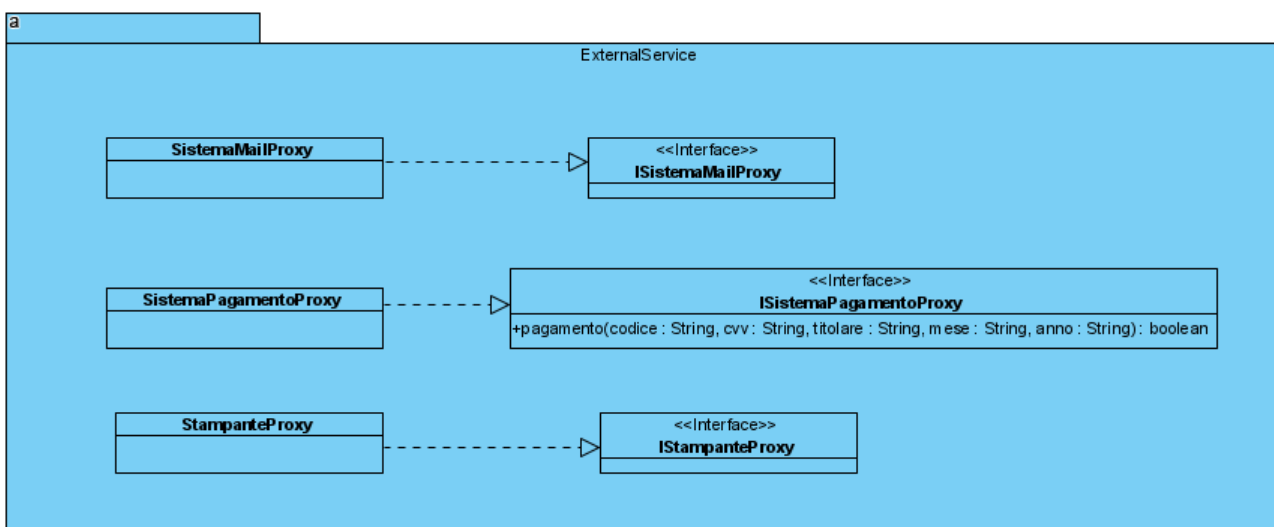 a
ExternalService
SistemaMailProxy
<<Interface>>
ISistemaMailProxy
SistemaPagamentoProxy
<<Interface>>
ISistemaPagamentoProxy
+pagamento(codice : String, cvv : String, titolare : String, mese : String, anno : String) : boolean
StampanteProxy
<<Interface>>
IStampanteProxy